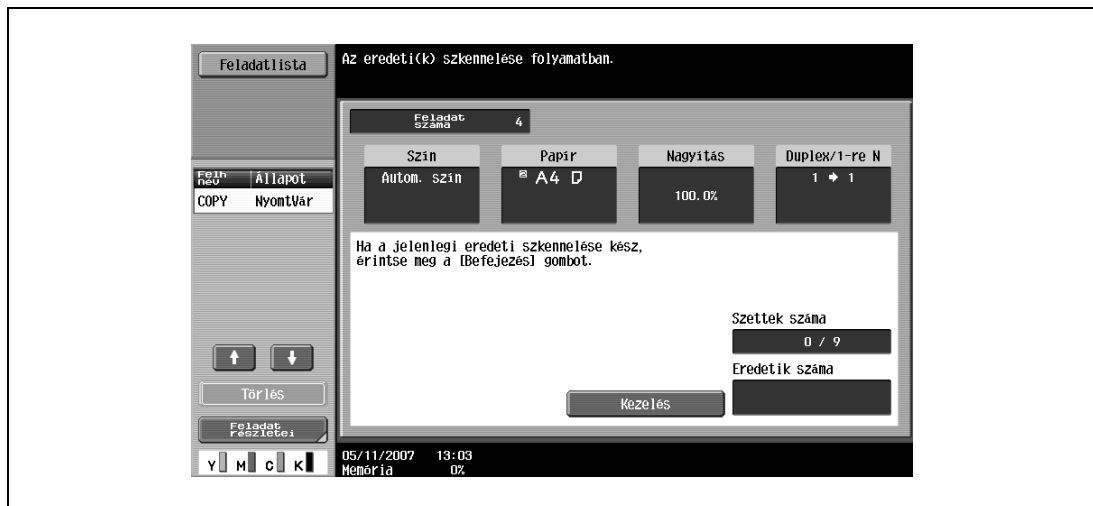 Feladatlista
Az eredeti(k) szkennelése folyamatban.
Feladat
száma
4
Szín
Papír
Nagyítás
Duplex/1-re N
Autom. szín
A4
100.0%
1 → 1
Felh
név
Állapot
COPY NyomtVár
Ha a jelenlegi eredeti szkennelése kész,
érintse meg a [Befejezés] gombot.
Szettek száma
0 / 9
Eredetik száma
Kezelés
Törlés
Feladat
részletei
Y M C K
05/11/2007 13:03
Memória 0%